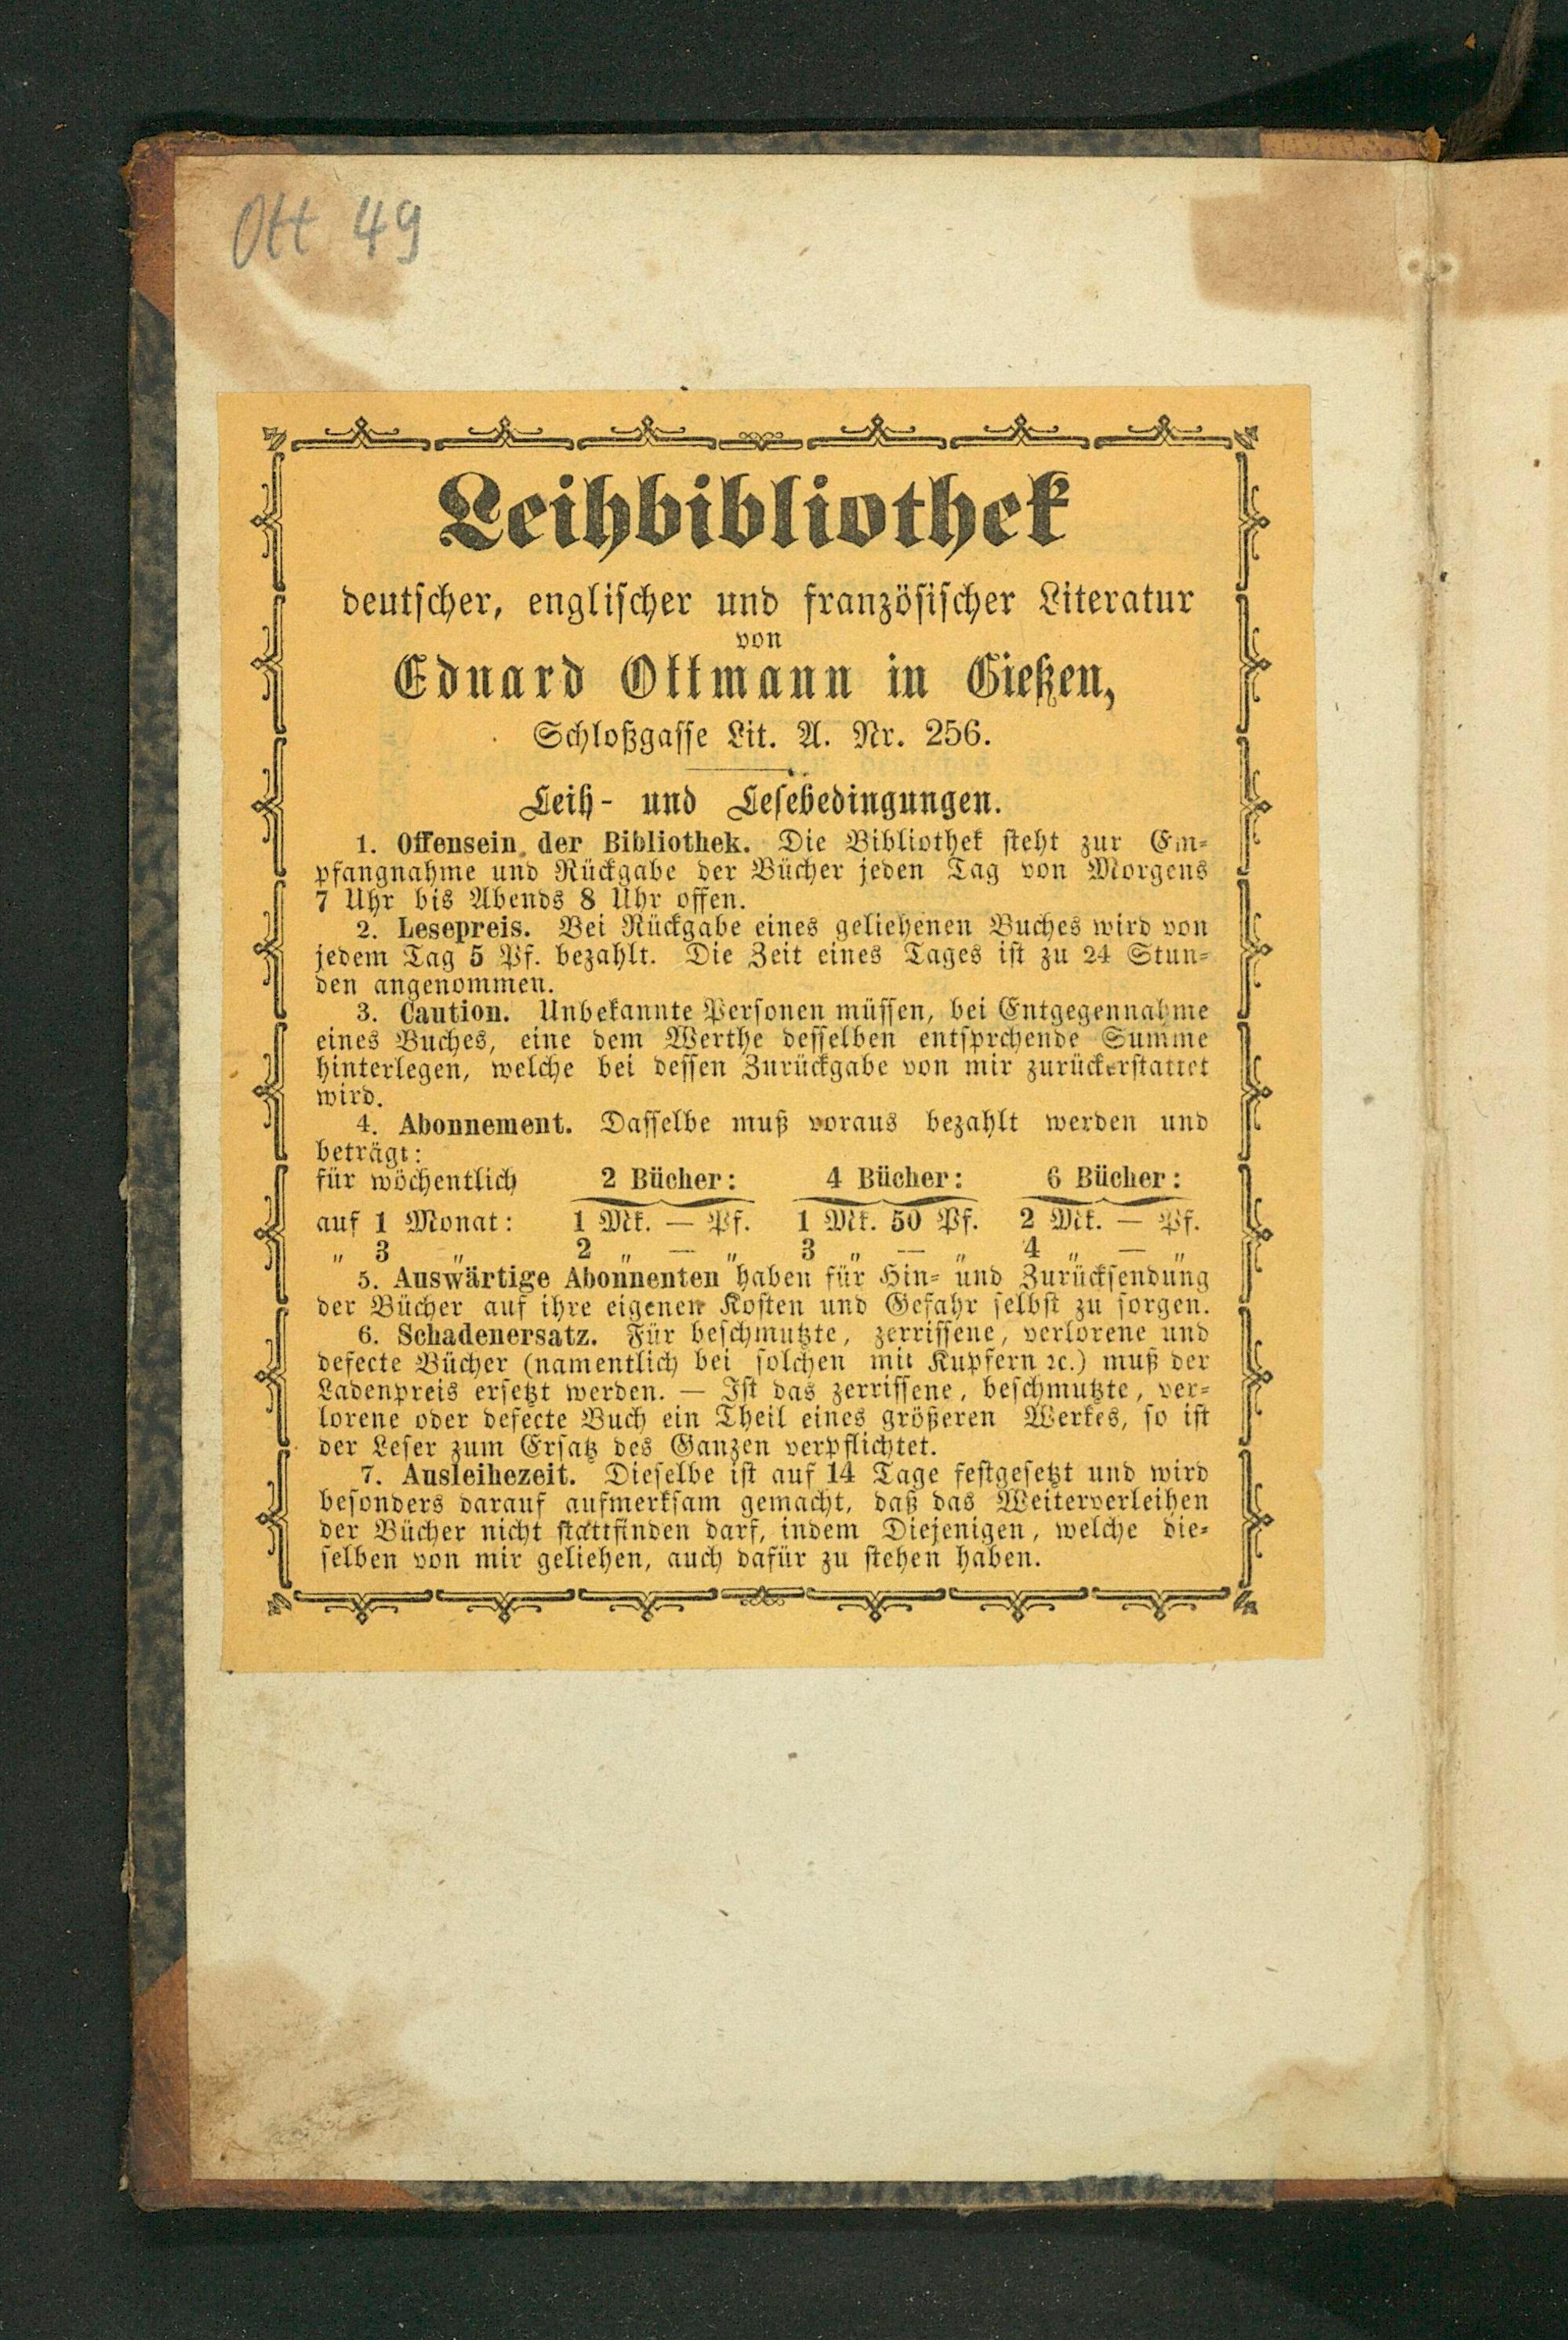 Ott 49
Leihbibliothek
deutscher, englischer und französischer Literatur
von
Eduard Ottmann in Gießen,
Schloßgasse Lit. A. Nr. 256.
Leih- und Lesebedingungen.
1. Offensein der Bibliothek. Die Bibliothek steht zur Em-
pfangnahme und Rückgabe der Bücher jeden Tag von Morgens
7 Uhr bis Abends 8 Uhr offen.
2. Lesepreis. Bei Rückgabe eines geliehenen Buches wird von
jedem Tag 5 Pf. bezahlt. Die Zeit eines Tages ist zu 24 Stun-
den angenommen.
3. Caution. Unbekannte Personen müssen, bei Entgegennahme
eines Buches, eine dem Werthe desselben entsprchende Summe
hinterlegen, welche bei dessen Zurückgabe von mir zurückerstattet
wird.
4. Abonnement. Dasselbe muß voraus bezahlt werden und
beträgt:
für wöchentlich 2 Bücher: 4 Bücher: 6 Bücher:
auf 1 Monat: 1 Mk. — Pf. 1 Mk. 50 Pf. 2 Mk. — Pf.
„ 3 „ 2 „ — „ 3 „ — „ 4 „ — „
5. Auswärtige Abonnenten haben für Hin- und Zurücksendung
der Bücher auf ihre eigenen Kosten und Gefahr selbst zu sorgen.
6. Schadenersatz. Für beschmutzte, zerrissene, verlorene und
defecte Bücher (namentlich bei solchen mit Kupfern ꝛc.) muß der
Ladenpreis ersetzt werden. — Ist das zerrissene, beschmutzte, ver-
lorene oder defecte Buch ein Theil eines größeren Werkes, so ist
der Leser zum Ersatz des Ganzen verpflichtet.
7. Ausleihezeit. Dieselbe ist auf 14 Tage festgesetzt und wird
besonders darauf aufmerksam gemacht, daß das Weiterverleihen
der Bücher nicht stattfinden darf, indem Diejenigen, welche die-
selben von mir geliehen, auch dafür zu stehen haben.